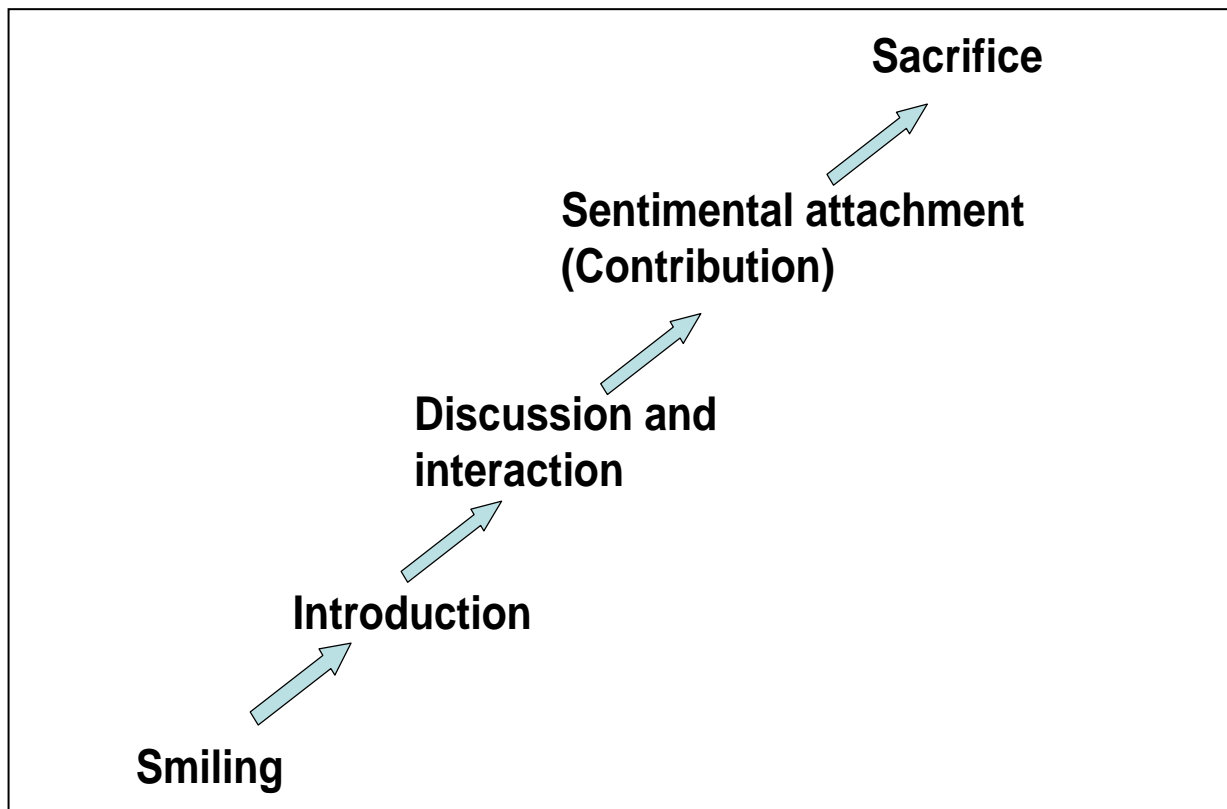 Sacrifice
Sentimental attachment
(Contribution)
Discussion and
interaction
Introduction
Smiling